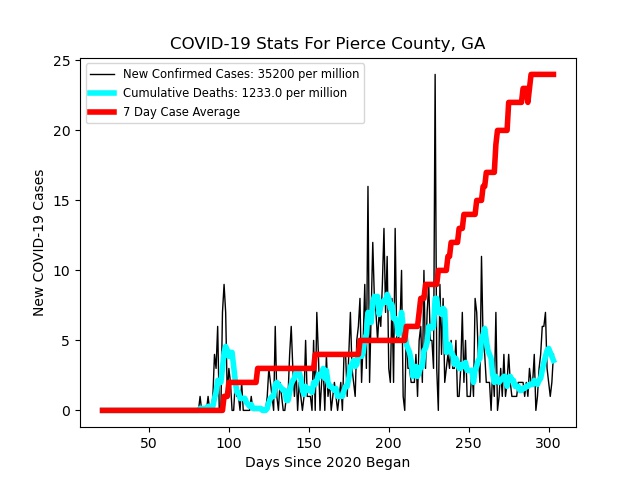 COVID-19 Stats For Pierce County, GA
New Confirmed Cases: 35200 per million
Cumulative Deaths: 1233.0 per million
7 Day Case Average
New COVID-19 Cases
25
20
15
10
5
0
50
100
150
200
250
300
Days Since 2020 Began